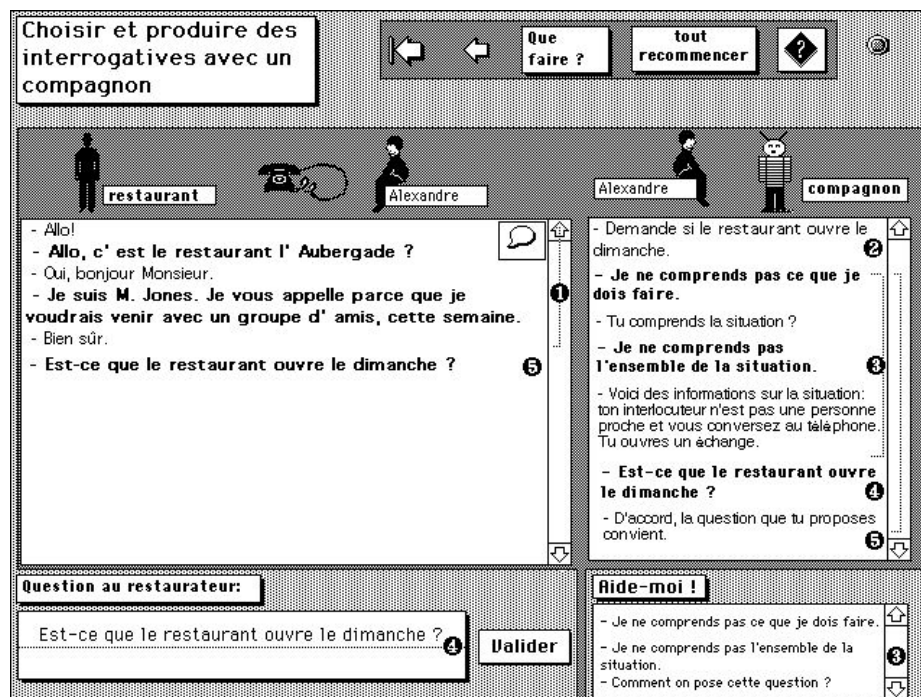 Choisir et produire des
interrogatives avec un
compagnon
Que
faire ?
tout
recommencer
?
restaurant
Alexandre
Alexandre
compagnon
- Allo!
- Allo, c' est le restaurant l' Aubergade ?
- Oui, bonjour Monsieur.
- Je suis M. Jones. Je vous appelle parce que je
voudrais venir avec un groupe d' amis, cette semaine.
1
- Bien sûr.
- Est-ce que le restaurant ouvre le dimanche ?
5
- Demande si le restaurant ouvre le
dimanche.
2
- Je ne comprends pas ce que je
dois faire.
- Tu comprends la situation ?
- Je ne comprends pas
l'ensemble de la situation.
3
- Voici des informations sur la situation:
ton interlocuteur n'est pas une personne
proche et vous conversez au téléphone.
Tu ouvres un échange.
- Est-ce que le restaurant ouvre
le dimanche ?
4
- D'accord, la question que tu proposes
convient.
5
Question au restaurateur:
Est-ce que le restaurant ouvre le dimanche ?
4
Valider
Aide-moi !
- Je ne comprends pas ce que je dois faire.
- Je ne comprends pas l'ensemble de la
situation.
3
- Comment on pose cette question ?